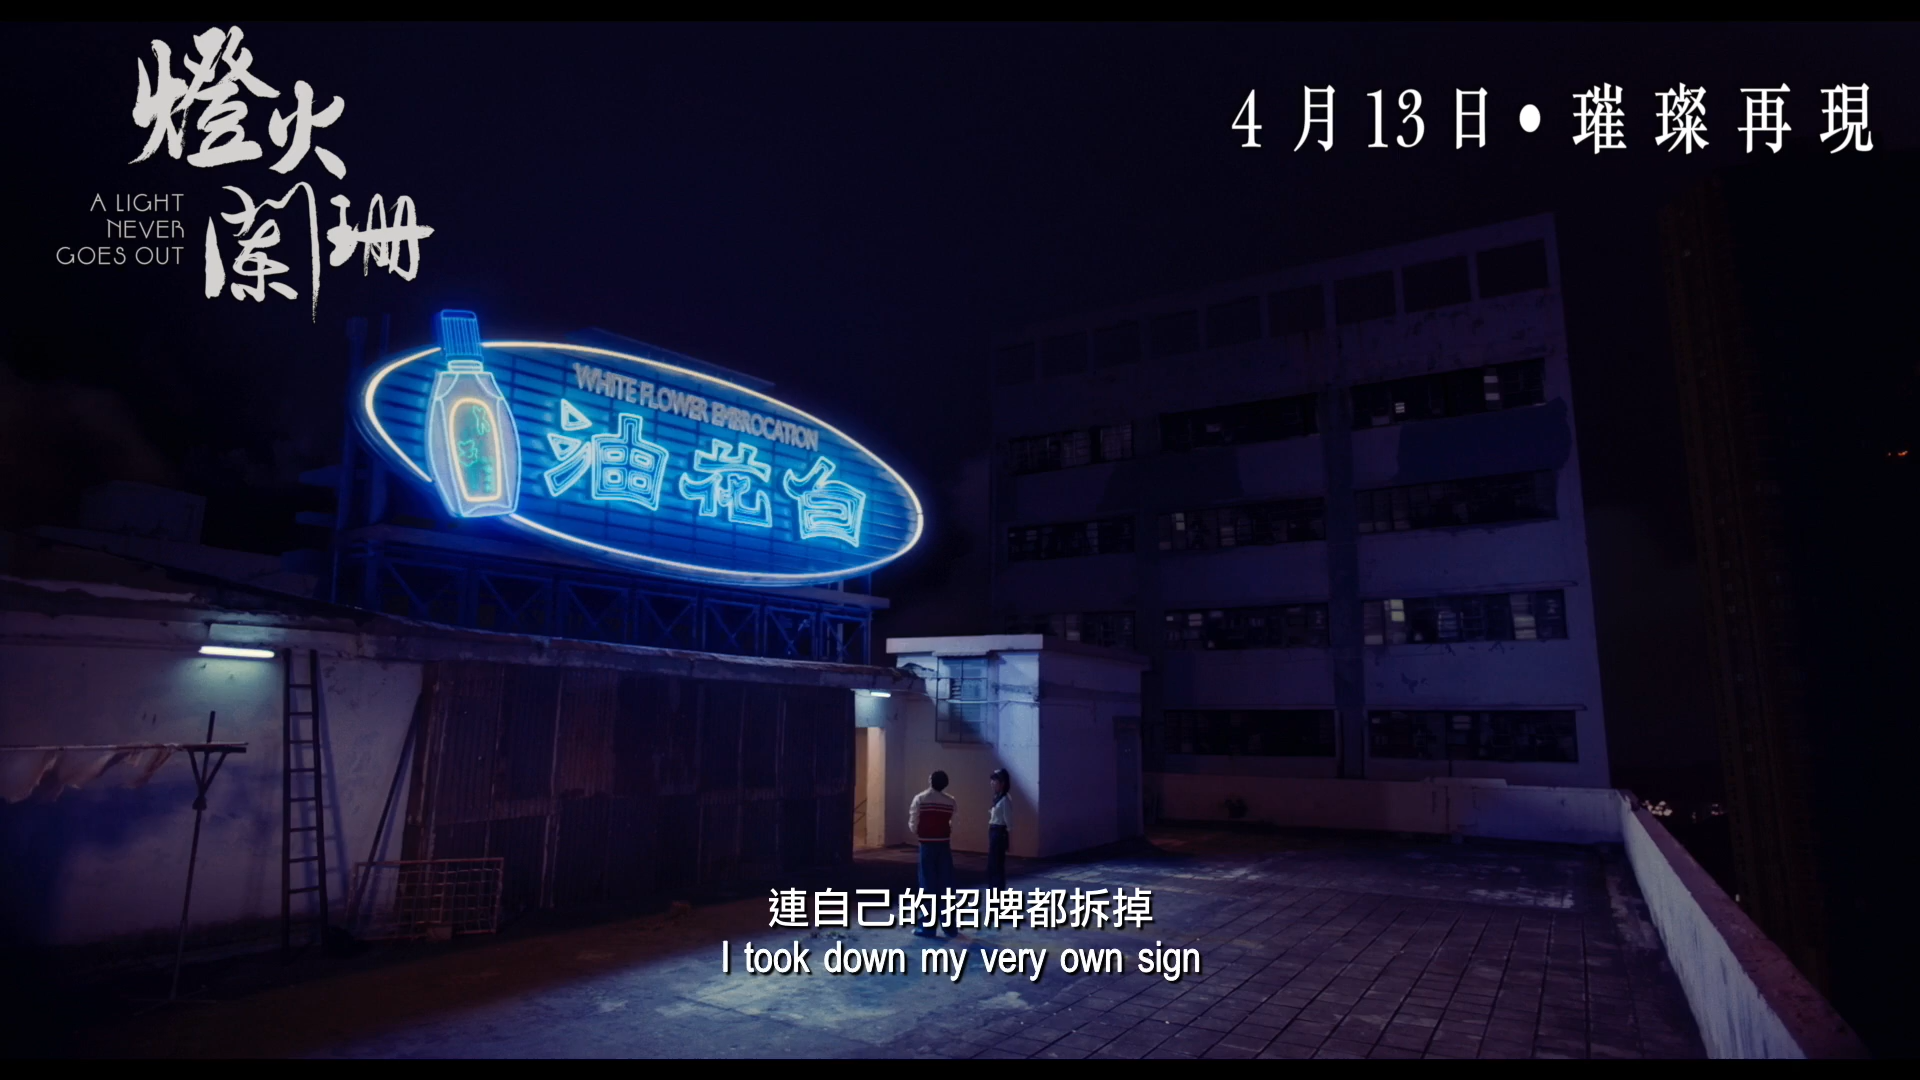 燈火
闌珊
A LIGHT
NEVER
GOES OUT
4月13日•璀璨再現
WHITE FLOWER EMBROCATION
油花白
連自己的招牌都拆掉
I took down my very own sign